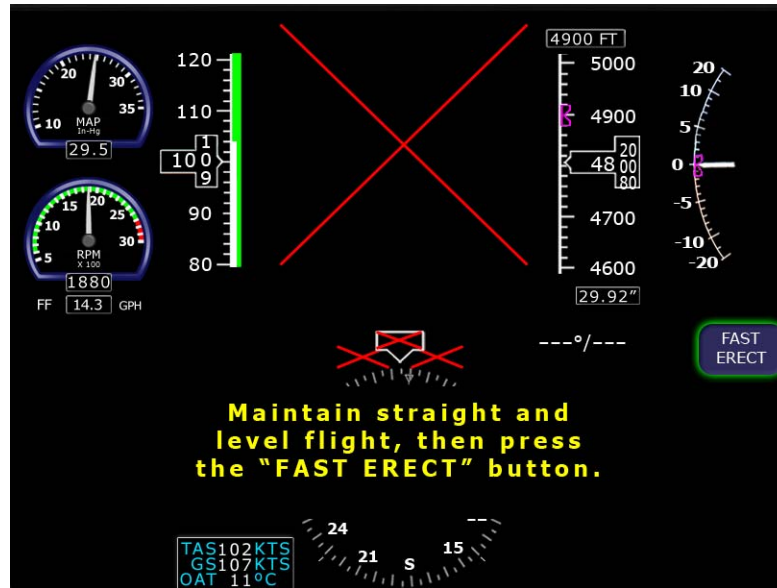 4900 FT
20
30
10
35
MAP
In-Hg
29.5
120
110
1
100
9
90
80
5000
4900
20
48 00
80
4700
4600
29.92”
20
10
5
0
-5
-10
-20
15
20
10
25
5
30
RPM
X 100
1880
FF 14.3 GPH
---°/---
FAST
ERECT
Maintain straight and
level flight, then press
the “FAST ERECT” button.
24
21
S
15
TAS102KTS
GS107KTS
OAT 11ºC